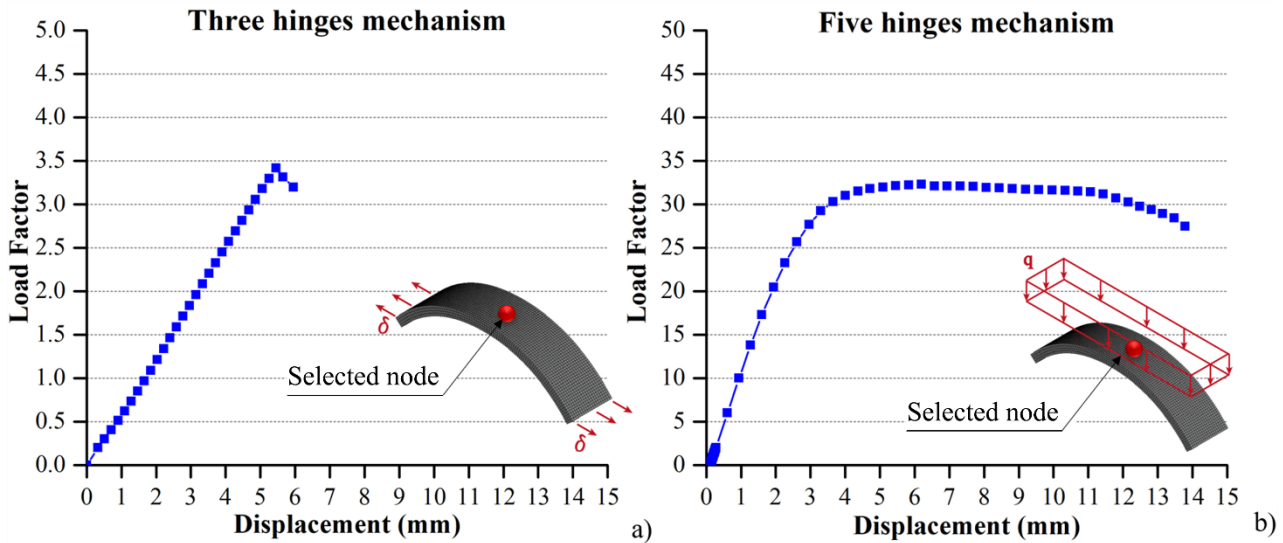 Three hinges mechanism
5.0
4.5
4.0
3.5
3.0
2.5
2.0
1.5
1.0
0.5
0.0
Load Factor
δ
δ
Selected node
0 1 2 3 4 5 6 7 8 9 10 11 12 13 14 15
Displacement (mm)
a)
Five hinges mechanism
50
45
40
35
30
25
20
15
10
5
0
Load Factor
q
Selected node
0 1 2 3 4 5 6 7 8 9 10 11 12 13 14 15
Displacement (mm)
b)